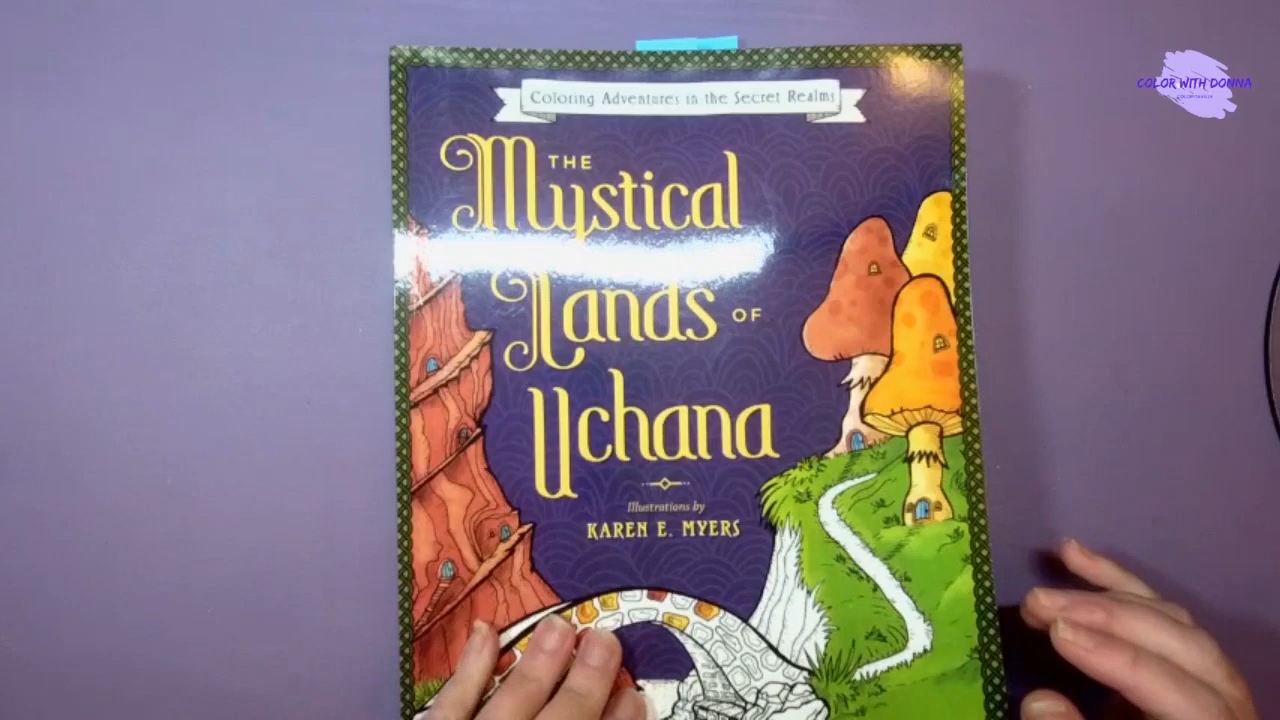 Coloring Adventures in the Secret Realms
THE
Mystical
Lands OF
Uchana
Illustrations by
KAREN E. MYERS
COLOR WITH DONNA